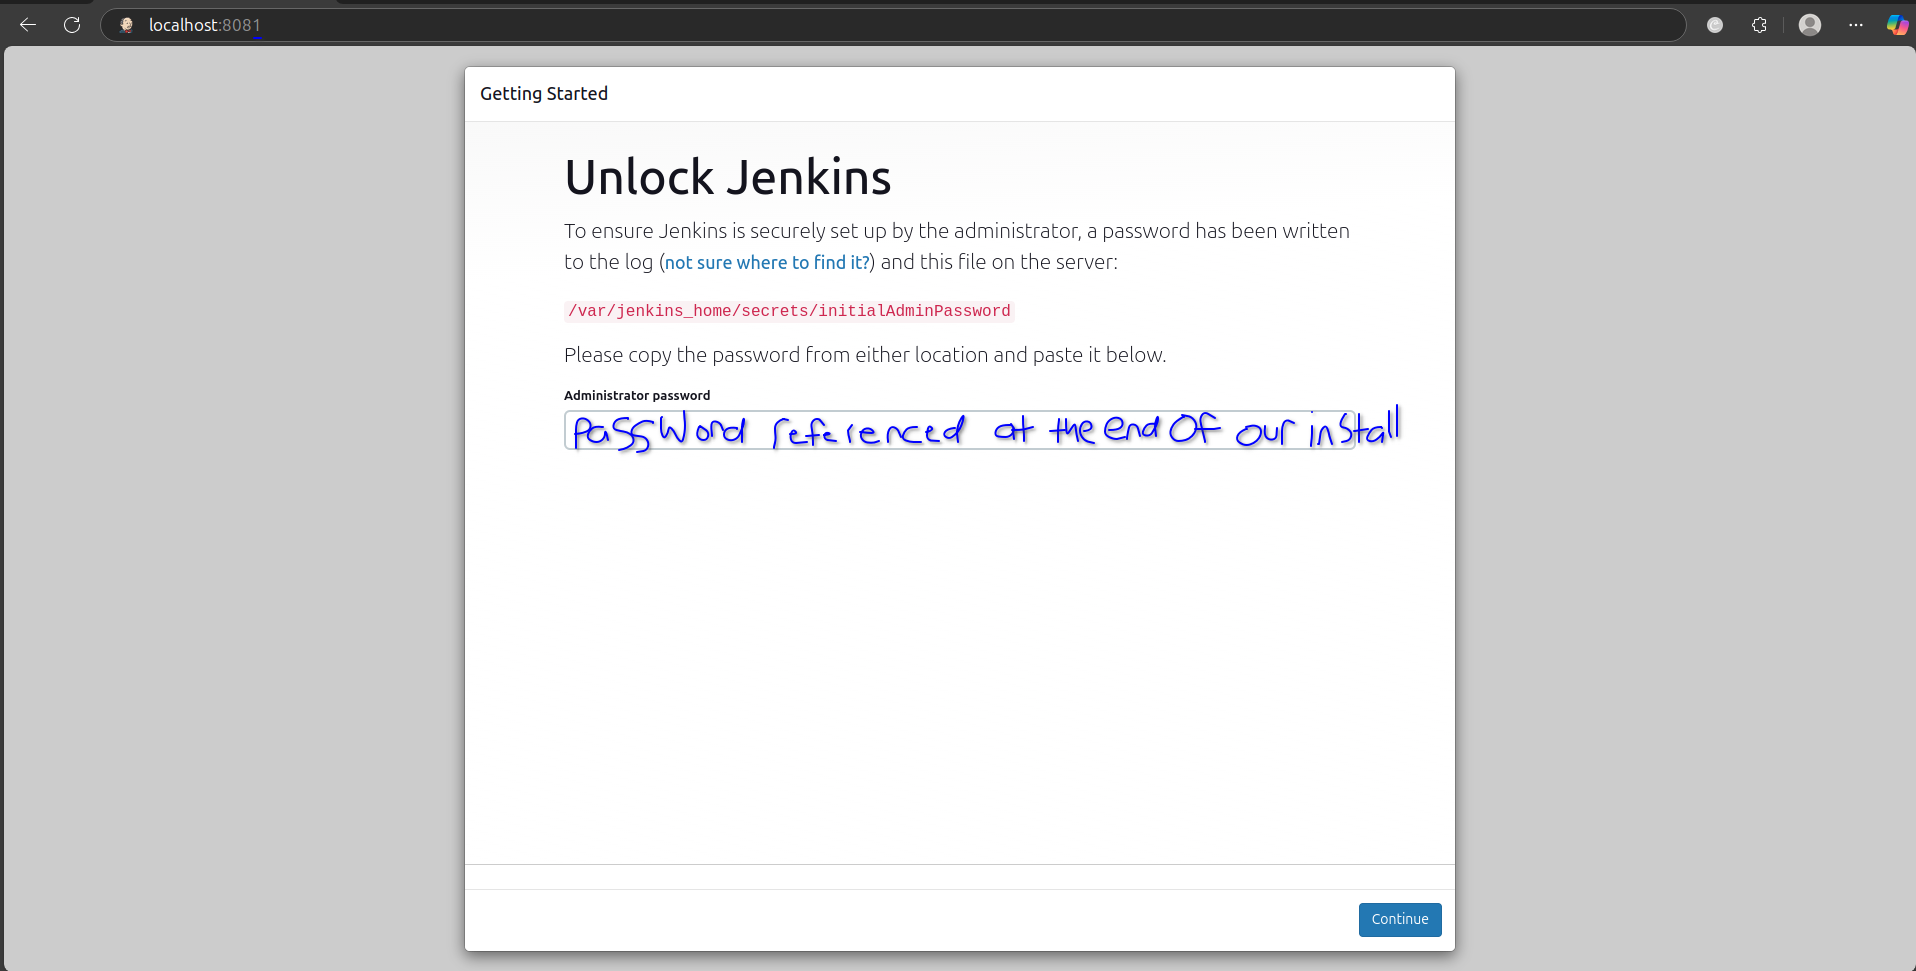 localhost:8081
Getting Started
Unlock Jenkins
To ensure Jenkins is securely set up by the administrator, a password has been written
to the log (not sure where to find it?) and this file on the server:
/var/jenkins_home/secrets/initialAdminPassword
Please copy the password from either location and paste it below.
Administrator password
PassWord referenced at the end Of our install
Continue